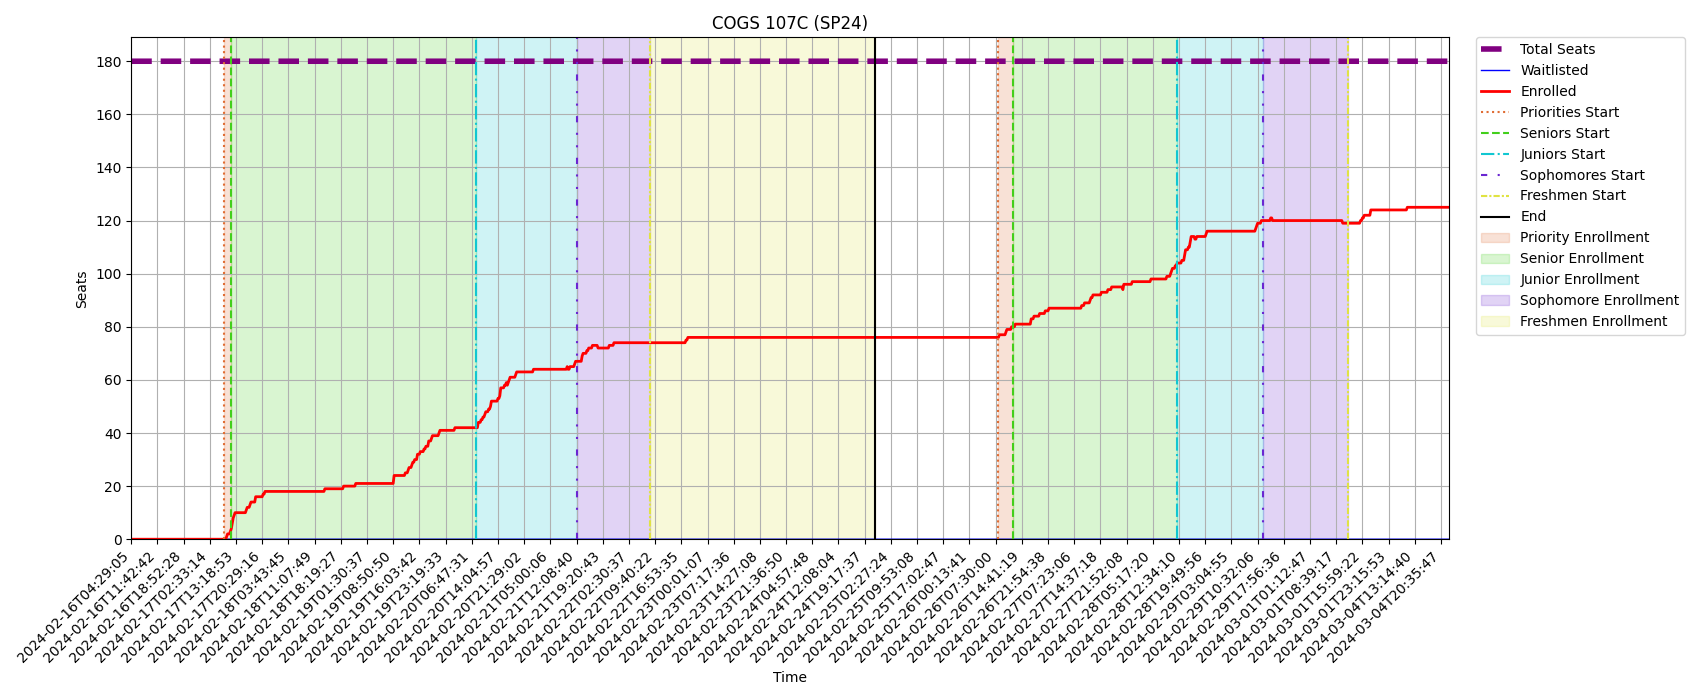 COGS 107C (SP24)
Seats
180
160
140
120
100
80
60
40
20
0
2024-02-16T04:29:05
2024-02-16T11:42:42
2024-02-16T18:52:28
2024-02-17T02:33:14
2024-02-17T13:18:53
2024-02-17T20:29:16
2024-02-18T03:43:45
2024-02-18T11:07:49
2024-02-18T18:19:27
2024-02-19T01:30:37
2024-02-19T08:50:50
2024-02-19T16:03:42
2024-02-19T23:19:33
2024-02-20T06:47:31
2024-02-20T14:04:57
2024-02-20T21:29:02
2024-02-21T05:00:06
2024-02-21T12:08:40
2024-02-21T19:20:43
2024-02-22T02:30:37
2024-02-22T09:40:22
2024-02-22T16:53:35
2024-02-23T00:01:07
2024-02-23T07:17:36
2024-02-23T14:27:08
2024-02-23T21:36:50
2024-02-24T04:57:48
2024-02-24T12:08:04
2024-02-24T19:17:37
2024-02-25T02:27:24
2024-02-25T09:53:08
2024-02-25T17:02:47
2024-02-26T00:13:41
2024-02-26T07:30:00
2024-02-26T14:41:19
2024-02-26T21:54:38
2024-02-27T07:23:06
2024-02-27T14:37:18
2024-02-27T21:52:08
2024-02-28T05:17:20
2024-02-28T12:34:10
2024-02-28T19:49:56
2024-02-29T03:04:55
2024-02-29T10:32:06
2024-02-29T17:56:36
2024-03-01T01:12:47
2024-03-01T08:39:17
2024-03-01T15:59:22
2024-03-01T23:15:53
2024-03-04T13:14:40
2024-03-04T20:35:47
Time
Total Seats
Waitlisted
Enrolled
Priorities Start
Seniors Start
Juniors Start
Sophomores Start
Freshmen Start
End
Priority Enrollment
Senior Enrollment
Junior Enrollment
Sophomore Enrollment
Freshmen Enrollment